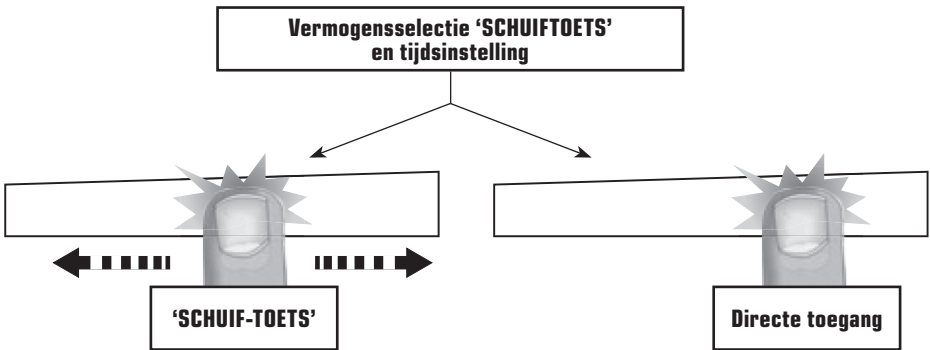 Vermogensselectie ‘SCHUIFTOETS’
en tijdsinstelling
‘SCHUIF-TOETS’
Directe toegang